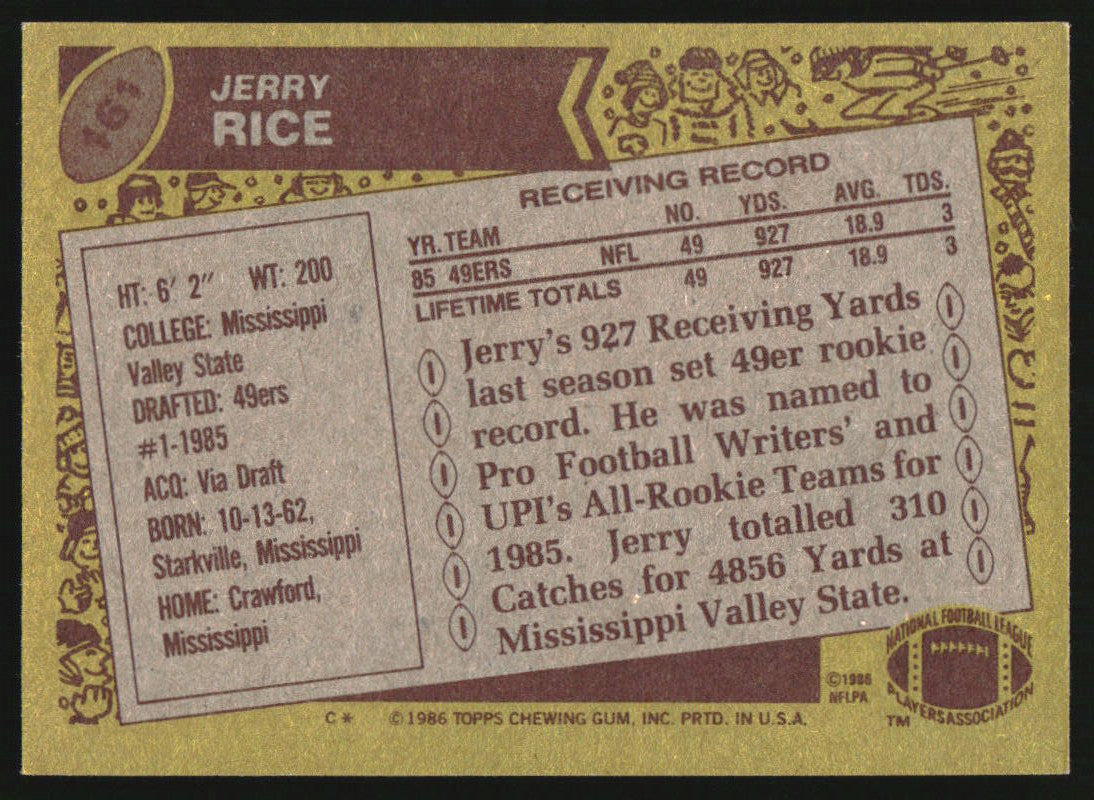 161
JERRY
RICE
HT: 6' 2" WT: 200
COLLEGE: Mississippi
Valley State
DRAFTED: 49ers
#1-1985
ACQ: Via Draft
BORN: 10-13-62,
Starkville, Mississippi
HOME: Crawford,
Mississippi
RECEIVING RECORD
YR. TEAM NO. YDS. AVG. TDS.
85 49ERS NFL 49 927 18.9 3
LIFETIME TOTALS 49 927 18.9 3
Jerry's 927 Receiving Yards
last season set 49er rookie
record. He was named to
Pro Football Writers' and
UPI's All-Rookie Teams for
1985. Jerry totalled 310
Catches for 4856 Yards at
Mississippi Valley State.
©1986
NFLPA
NATIONAL FOOTBALL LEAGUE
PLAYERS ASSOCIATION
TM
C* ©1986 TOPPS CHEWING GUM, INC. PRTD. IN U.S.A.